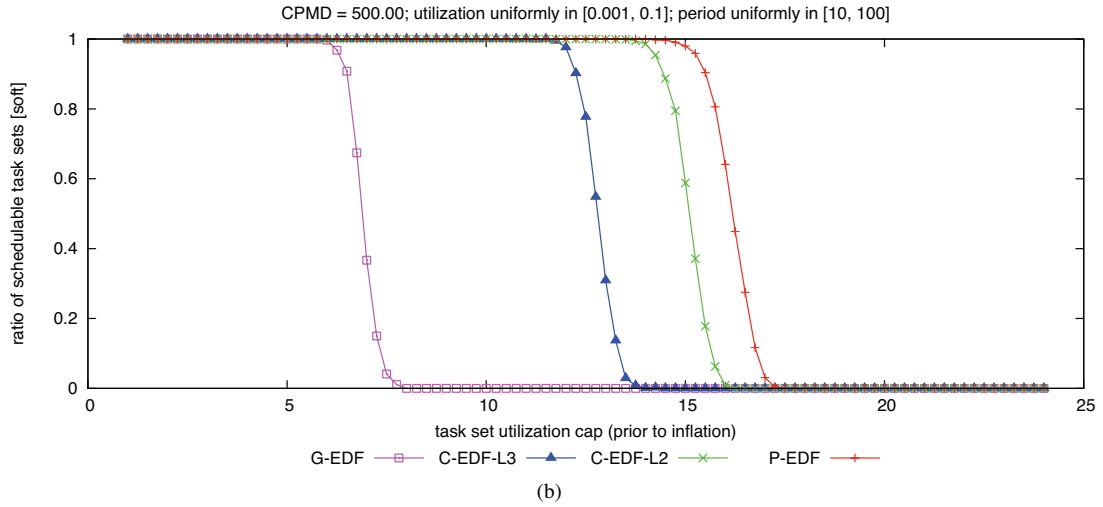 CPMD = 500.00; utilization uniformly in [0.001, 0.1]; period uniformly in [10, 100]
ratio of schedulable task sets [soft]
1
0.8
0.6
0.4
0.2
0
0 5 10 15 20 25
task set utilization cap (prior to inflation)
G-EDF C-EDF-L3 C-EDF-L2 P-EDF
(b)